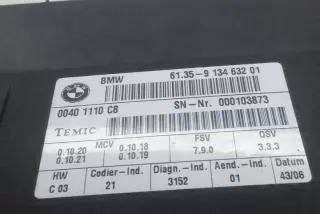 BMW 61.35-9 134 632 01
0040 1110 C8 SN-Nr. 000103873
TEMIC MCV FSV QSV
0.10.20 0.10.18 7.9.0 3.3.3
0.10.21 0.10.19
HW Codier-Ind. Diagn.-Ind. Aend.-Ind. Datum
C 03 21 3152 01 43/06